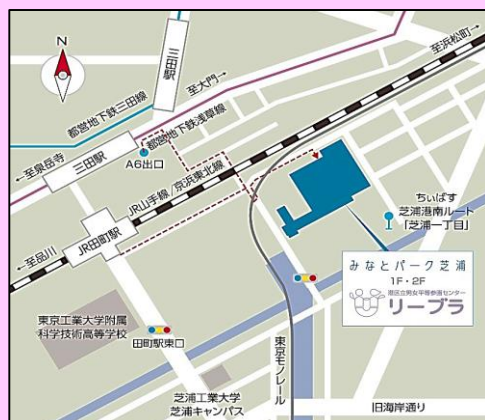 N
三田駅
至浜松町→
至大門→
都営地下鉄三田線
都営地下鉄浅草線
←至泉岳寺
三田駅
A6出口
JR山手線 京浜東北線
←至品川
JR田町駅
ちぃばす
芝浦港南ルート
「芝浦一丁目」
みなとパーク芝浦
1F・2F
港区立男女平等参画センター
リーブラ
東京工業大学附属
科学技術高等学校
田町駅東口
東京モノレール
芝浦工業大学
芝浦キャンパス
旧海岸通り